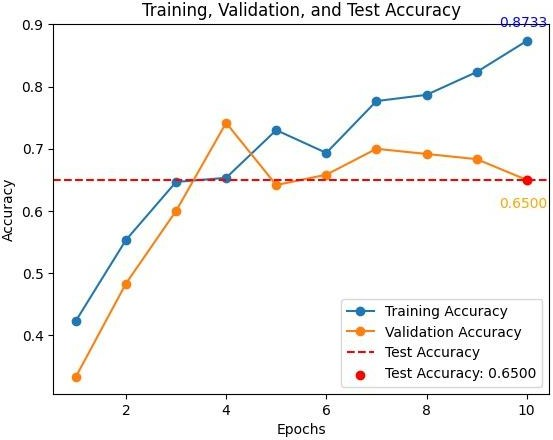 Training, Validation, and Test Accuracy
0.9
0.8733
0.8
0.7
0.6
0.6500
0.5
0.4
Accuracy
Training Accuracy
Validation Accuracy
Test Accuracy
Test Accuracy: 0.6500
2 4 6 8 10
Epochs